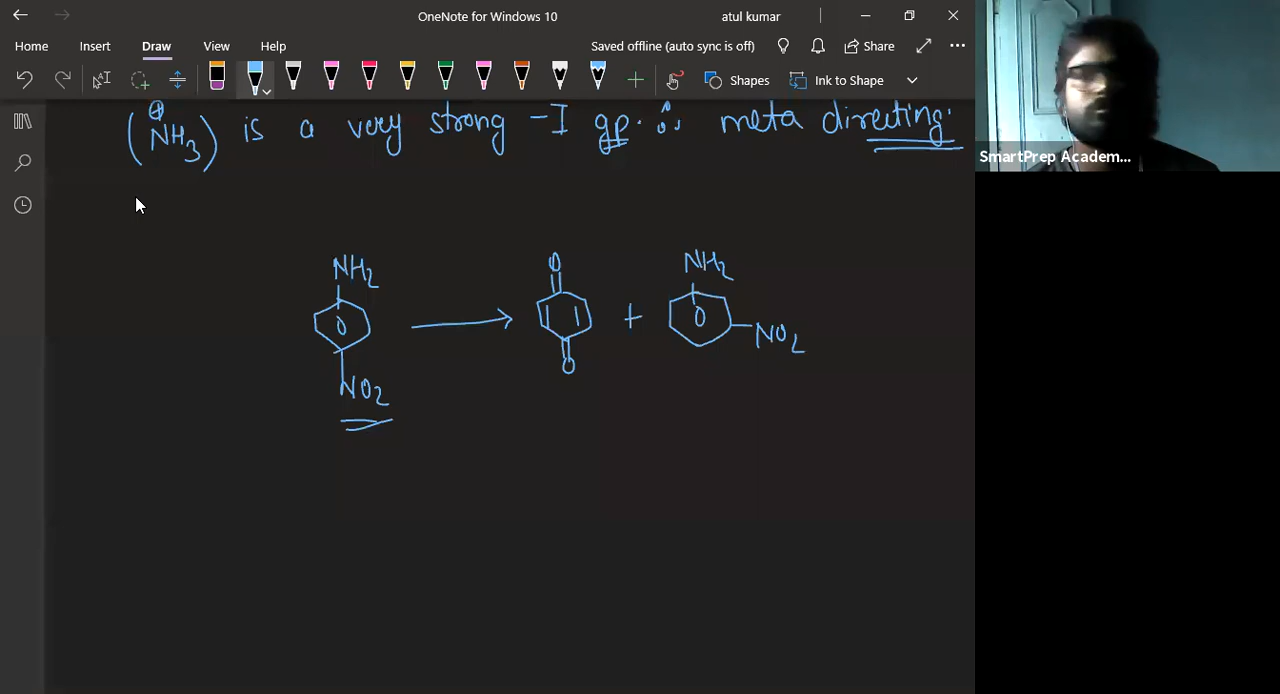 OneNote for Windows 10
atul kumar
Home Insert Draw View Help
Saved offline (auto sync is off)
Share
Shapes
Ink to Shape
(⊕NH3) is a very strong -I gp. ∴ meta directing.
SmartPrep Academ...
NH2
O
NH2
O
O
+
NO2
O
NO2